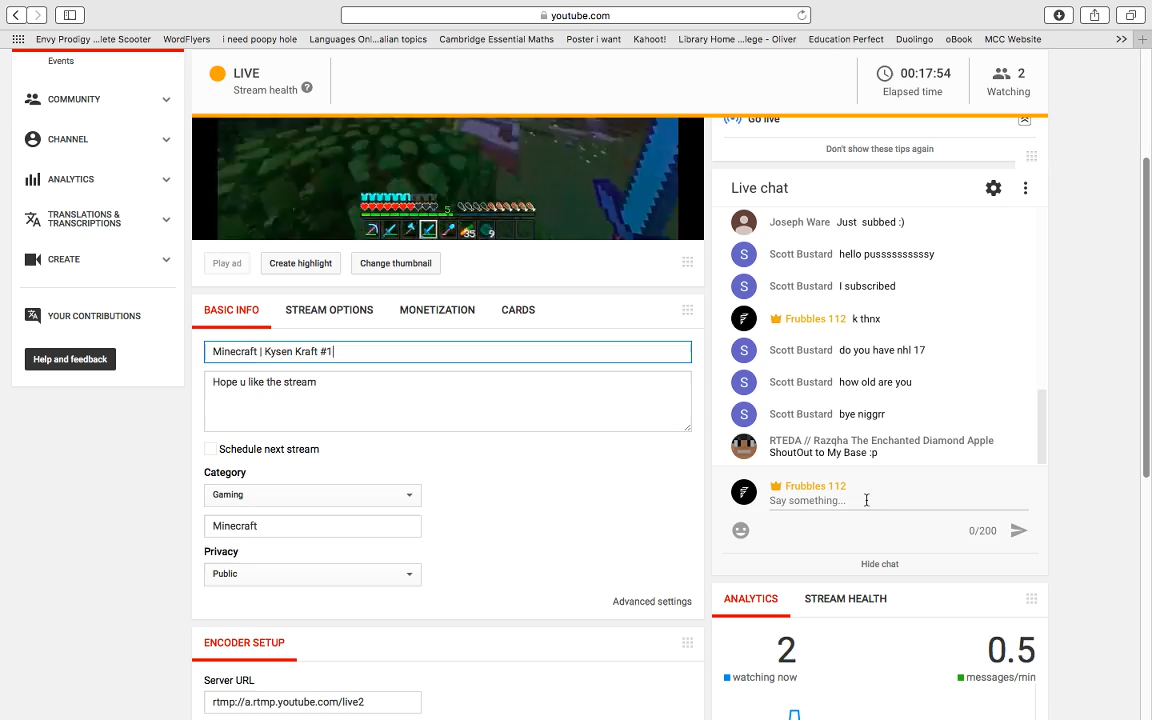 youtube.com
Envy Prodigy ...lete Scooter
WordFlyers
i need poopy hole
Languages Onl...alian topics
Cambridge Essential Maths
Poster i want
Kahoot!
Library Home ...lege - Oliver
Education Perfect
Duolingo
oBook
MCC Website
>>
Events
COMMUNITY
CHANNEL
ANALYTICS
TRANSLATIONS &
TRANSCRIPTIONS
CREATE
YOUR CONTRIBUTIONS
Help and feedback
LIVE
Stream health ?
00:17:54
Elapsed time
2
Watching
5
35
9
Play ad
Create highlight
Change thumbnail
BASIC INFO
STREAM OPTIONS
MONETIZATION
CARDS
Minecraft | Kysen Kraft #1
Hope u like the stream
Schedule next stream
Category
Gaming
Minecraft
Privacy
Public
Advanced settings
ENCODER SETUP
Server URL
rtmp://a.rtmp.youtube.com/live2
Go live
Don't show these tips again
Live chat
Joseph Ware Just subbed :)
S Scott Bustard hello pusssssssssy
S Scott Bustard I subscribed
Frubbles 112 k thnx
S Scott Bustard do you have nhl 17
S Scott Bustard how old are you
S Scott Bustard bye niggrr
RTEDA // Razqha The Enchanted Diamond Apple
ShoutOut to My Base :p
Frubbles 112
Say something...
0/200
Hide chat
ANALYTICS
STREAM HEALTH
2
watching now
0.5
messages/min